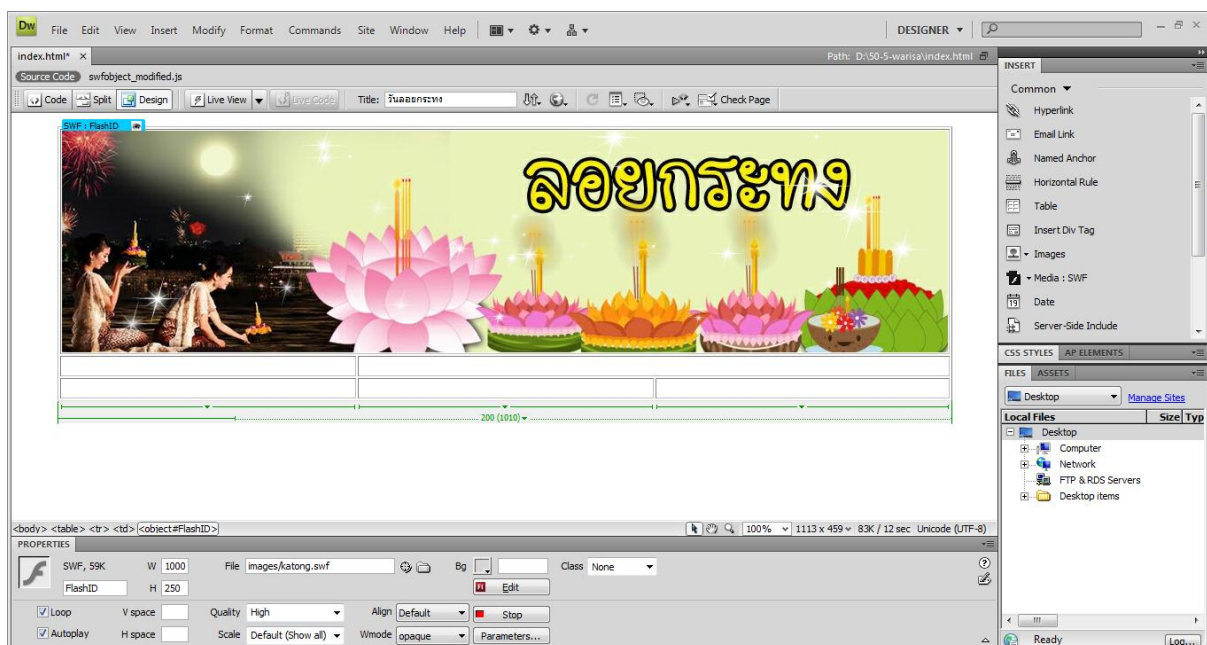 Dw File Edit View Insert Modify Format Commands Site Window Help DESIGNER
index.html* × Path: D:\50-5-warisa\index.html
Source Code swfobject_modified.js
Code Split Design Live View Live Code Title: วันลอยกระทง Check Page
SWF : FlashID
ลอยกระทง
200 (1010)
<body> <table> <tr> <td> <object#FlashID> 100% 1113 x 459 83K / 12 sec Unicode (UTF-8)
PROPERTIES
SWF, 59K W 1000 File images/katong.swf Bg Class None
FlashID H 250 Edit
Loop V space Quality High Align Default Stop
Autoplay H space Scale Default (Show all) Wmode opaque Parameters...
INSERT
Common
Hyperlink
Email Link
Named Anchor
Horizontal Rule
Table
Insert Div Tag
Images
Media : SWF
19 Date
Server-Side Include
CSS STYLES AP ELEMENTS
FILES ASSETS
Desktop Manage Sites
Local Files Size Typ
Desktop
Computer
Network
FTP & RDS Servers
Desktop items
Ready Log...